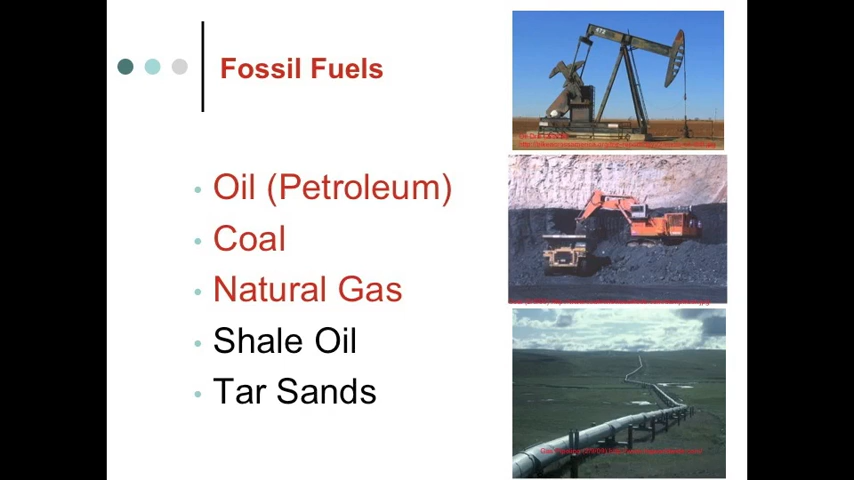 Fossil Fuels
Oil (Petroleum)
Coal
Natural Gas
Shale Oil
Tar Sands